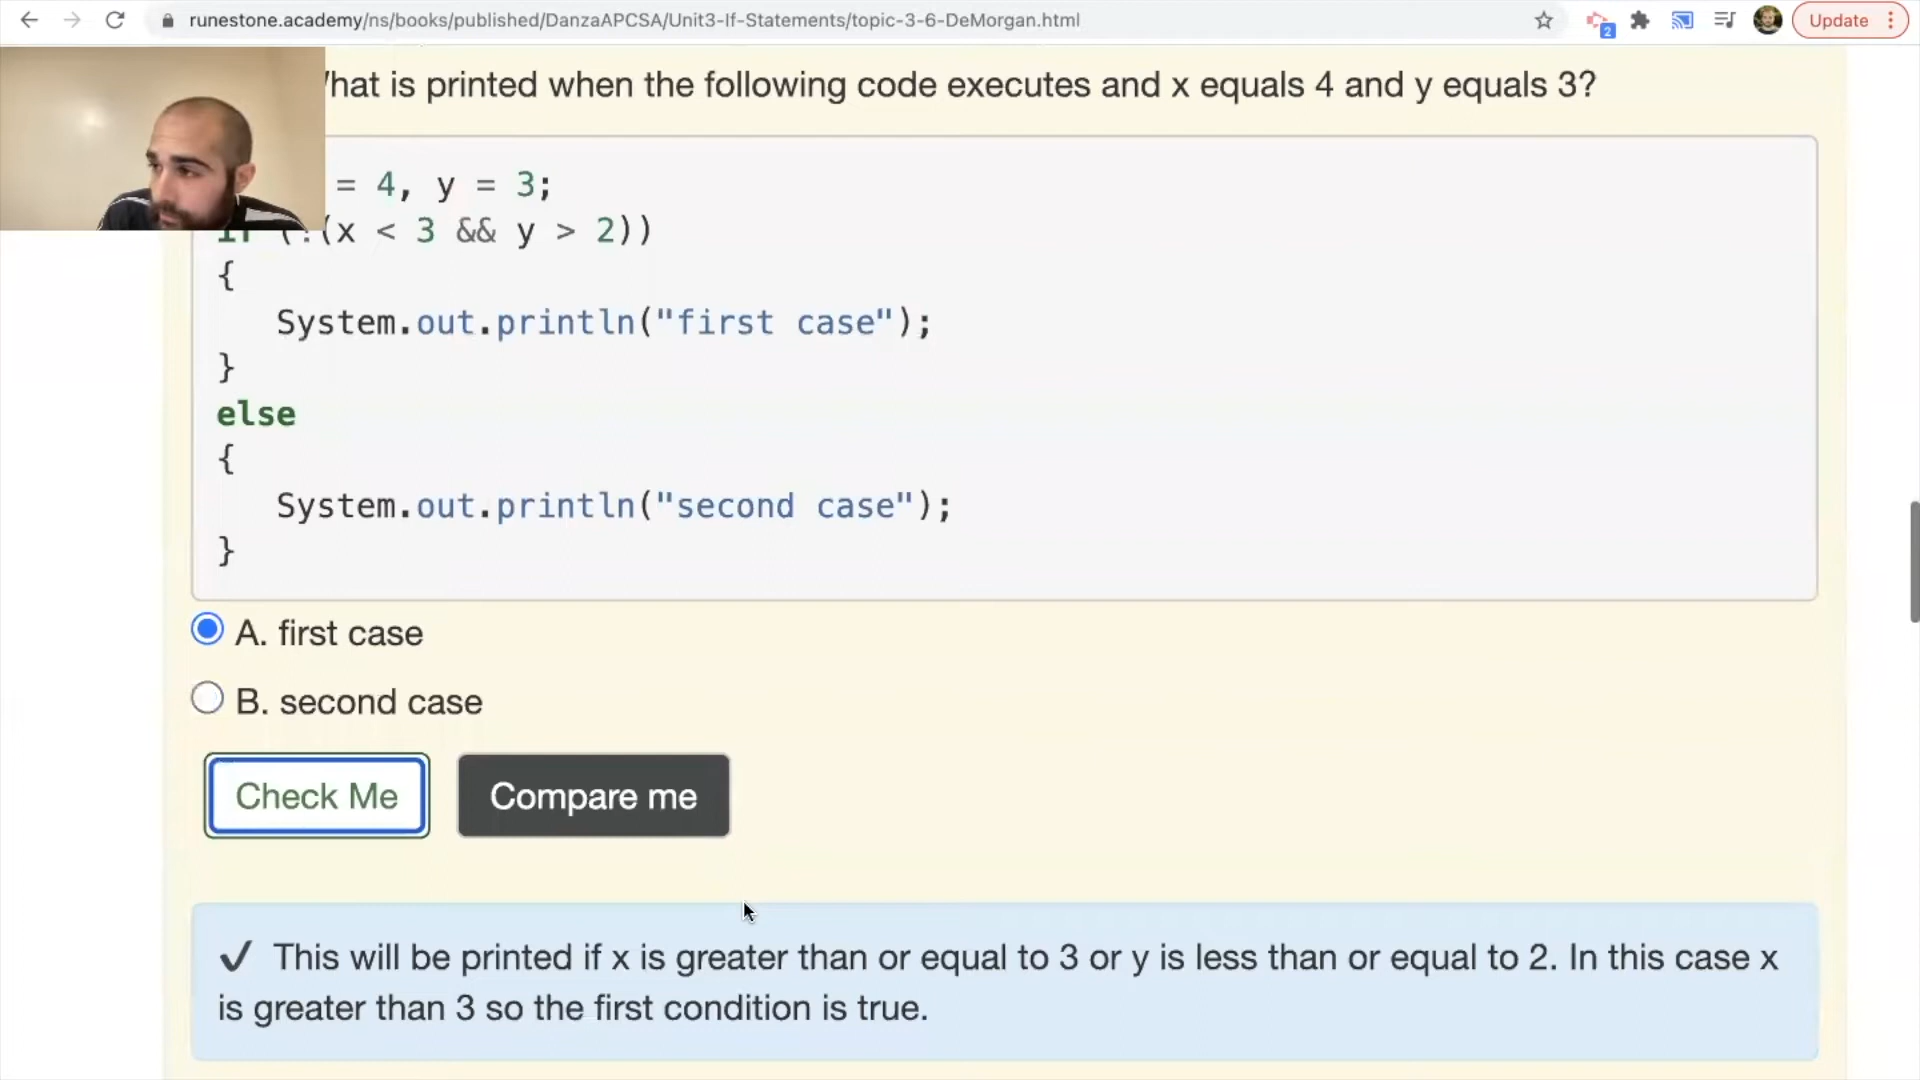 runestone.academy/ns/books/published/DanzaAPCSA/Unit3-If-Statements/topic-3-6-DeMorgan.html
2
Update
hat is printed when the following code executes and x equals 4 and y equals 3?
= 4, y = 3;
if (!(x < 3 && y > 2))
{
System.out.println("first case");
}
else
{
System.out.println("second case");
}
A. first case
B. second case
Check Me
Compare me
✓ This will be printed if x is greater than or equal to 3 or y is less than or equal to 2. In this case x
is greater than 3 so the first condition is true.